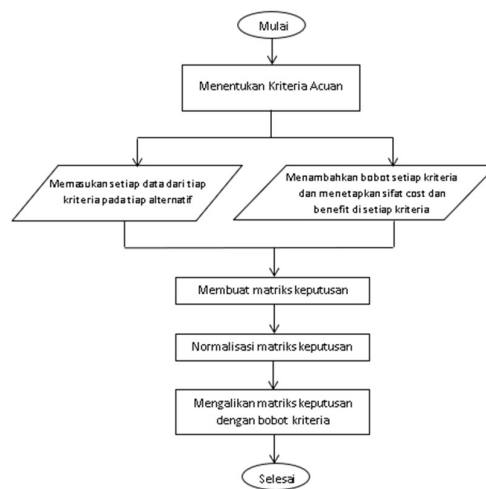 Mulai
Menentukan Kriteria Acuan
Memasukan setiap data dari tiap
kriteria pada tiap alternatif
Menambahkan bobot setiap kriteria
dan menetapkan sifat cost dan
benefit di setiap kriteria
Membuat matriks keputusan
Normalisasi matriks keputusan
Mengalikan matriks keputusan
dengan bobot kriteria
Selesai